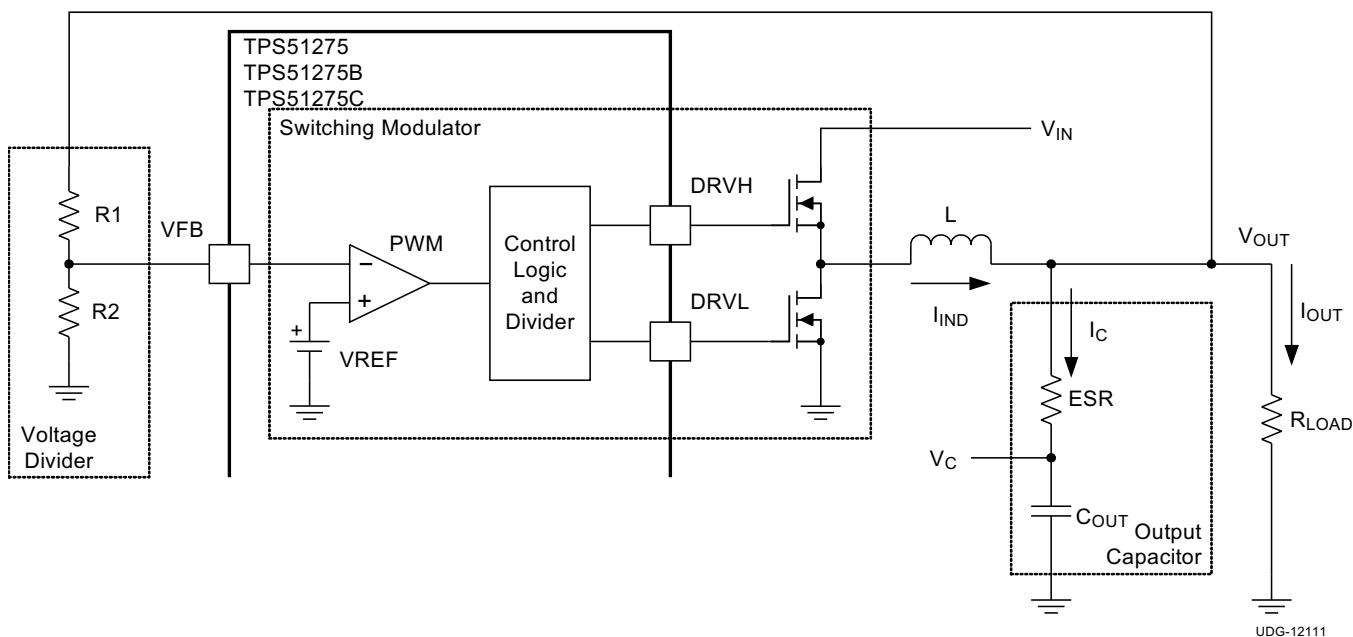 TPS51275
TPS51275B
TPS51275C
Switching Modulator
VIN
DRVH
R1
VFB
PWM
Control
Logic
and
Divider
L
VOUT
+
−
+
R2
VREF
DRVL
IIND
IC
IOUT
ESR
RLOAD
Voltage
Divider
VC
COUT
Output
Capacitor
UDG-12111